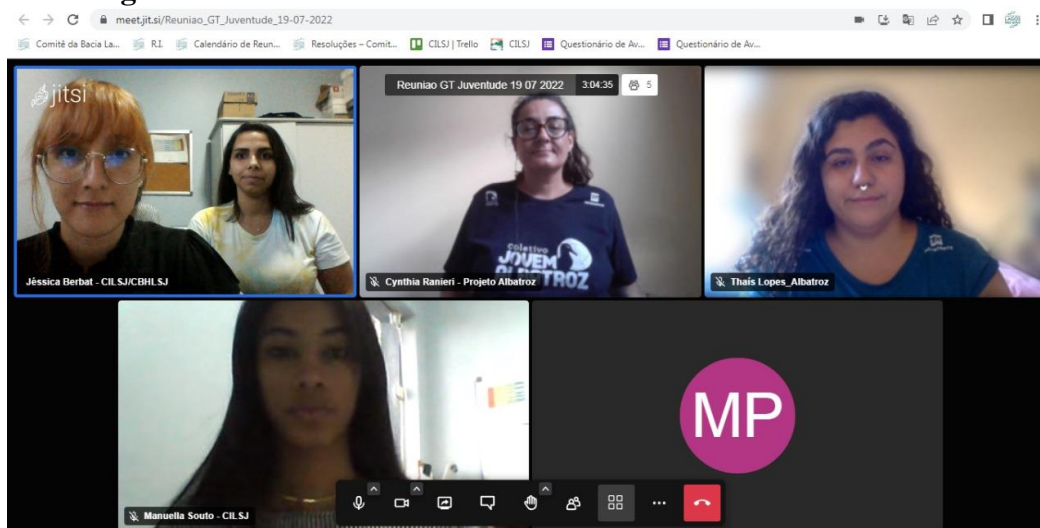 meet.jit.si/Reuniao_GT_Juventude_19-07-2022
Comitê da Bacia La... R.I. Calendário de Reun... Resoluções – Comit... CILSJ | Trello CILSJ Questionário de Av... Questionário de Av...
jitsi
Reuniao GT Juventude 19 07 2022 3:04:35 5
coletivo
JOVEM
ALBATROZ
Jéssica Berbat - CILSJ/CBHLSJ
Cynthia Ranieri - Projeto Albatroz
Thais Lopes_Albatroz
MP
Manuella Souto - CILSJ